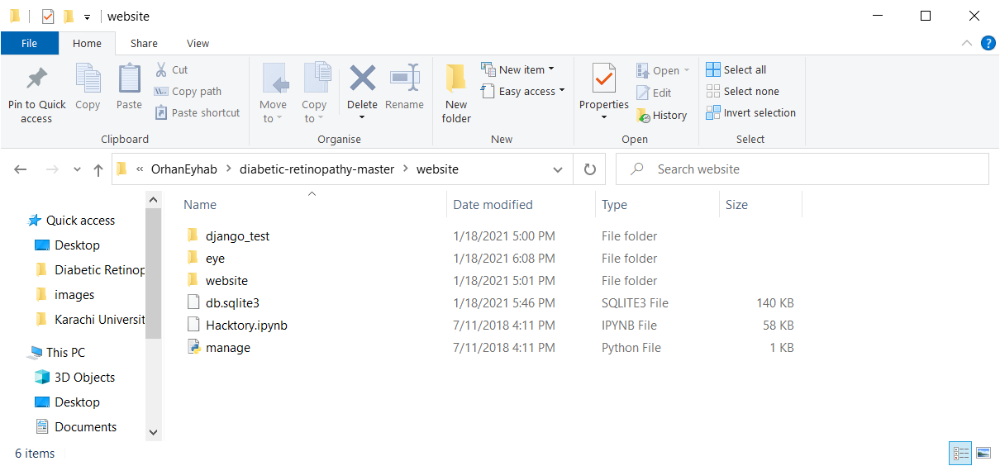 website
File Home Share View
Pin to Quick access
Copy
Paste
Cut
Copy path
Paste shortcut
Clipboard
Move to
Copy to
Delete
Rename
Organise
New folder
New item
Easy access
New
Properties
Open
Edit
History
Open
Select all
Select none
Invert selection
Select
« OrhanEyhab > diabetic-retinopathy-master > website
Search website
Quick access
Desktop
Diabetic Retinop
images
Karachi Universit
This PC
3D Objects
Desktop
Documents
Name Date modified Type Size
django_test 1/18/2021 5:00 PM File folder
eye 1/18/2021 6:08 PM File folder
website 1/18/2021 5:01 PM File folder
db.sqlite3 1/18/2021 5:46 PM SQLITE3 File 140 KB
Hacktory.ipynb 7/11/2018 4:11 PM IPYNB File 58 KB
manage 7/11/2018 4:11 PM Python File 1 KB
6 items